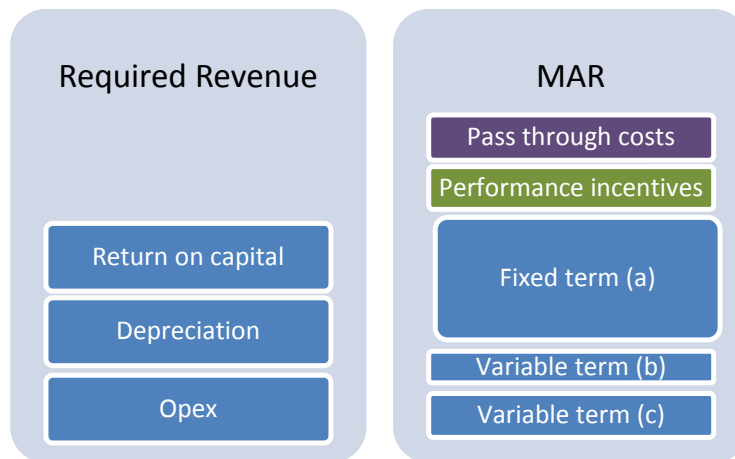 Required Revenue
Return on capital
Depreciation
Opex
MAR
Pass through costs
Performance incentives
Fixed term (a)
Variable term (b)
Variable term (c)